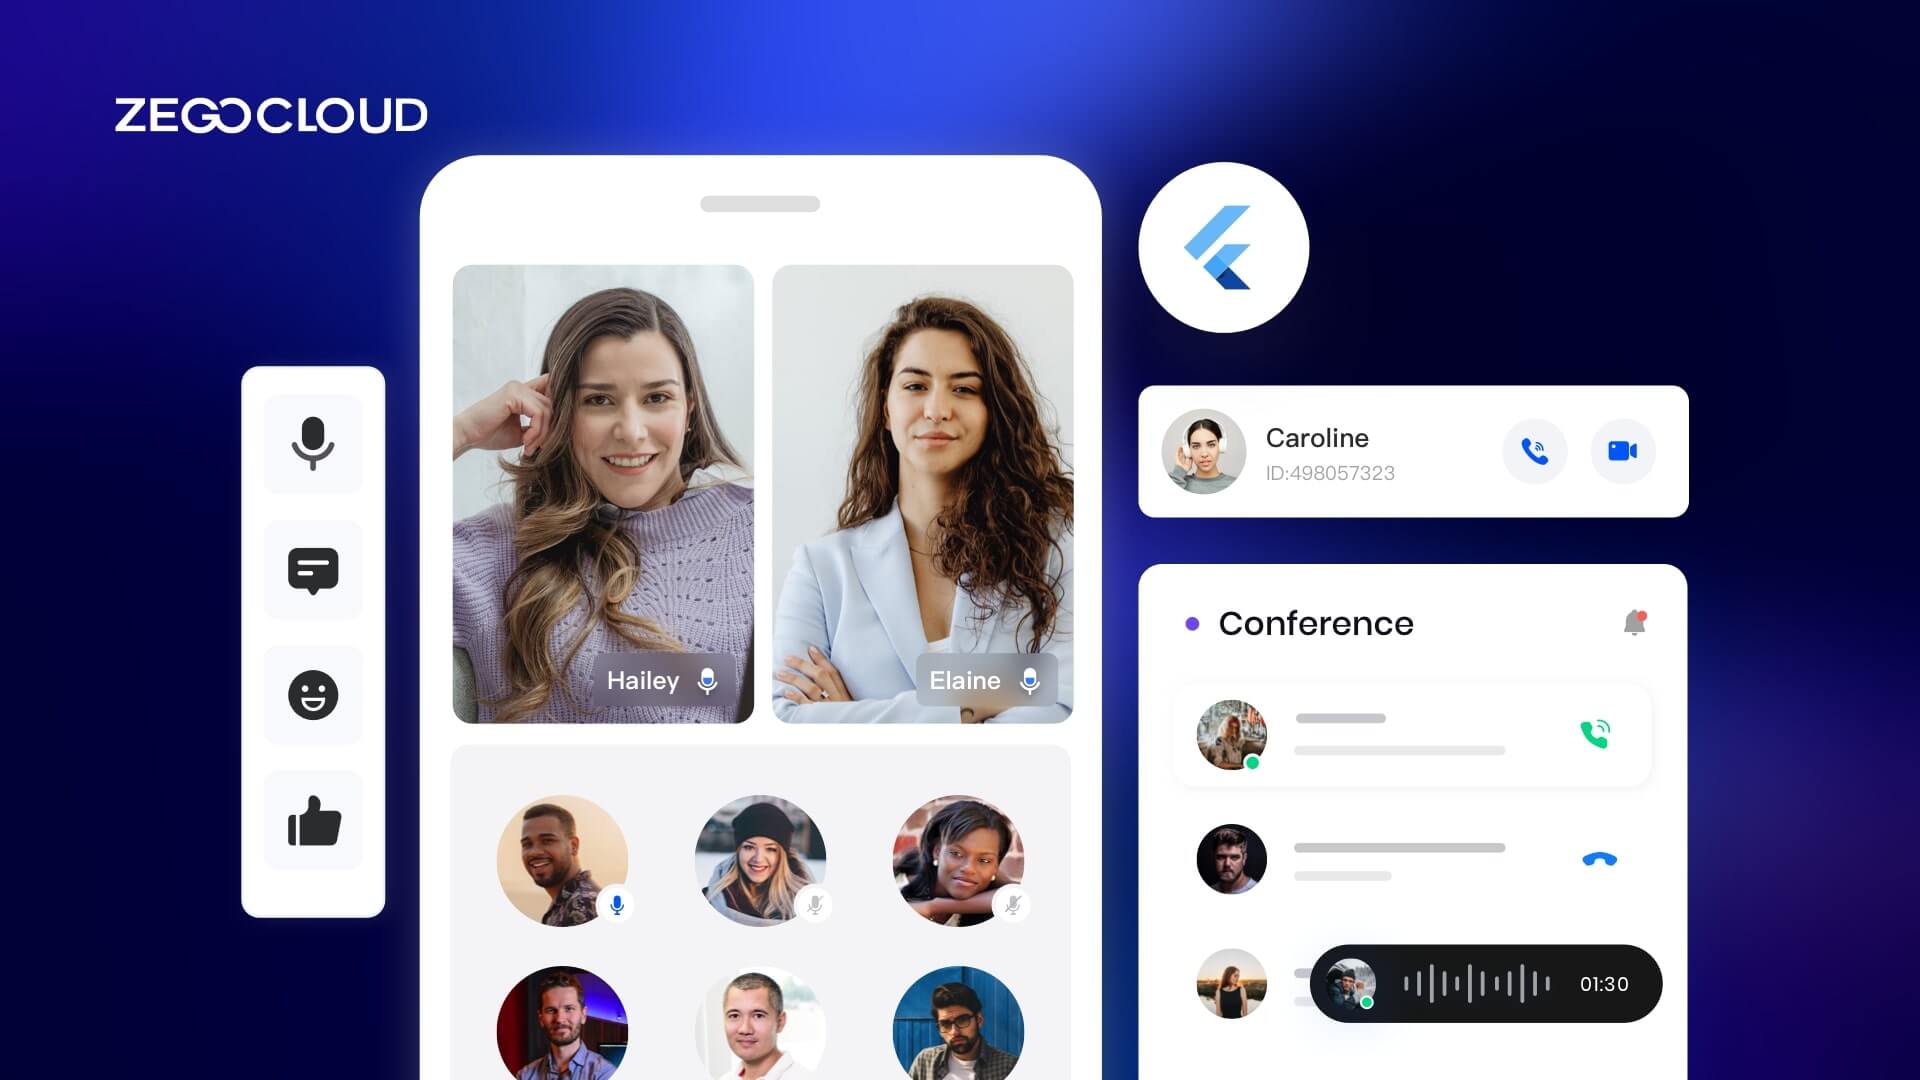 ZEGOCLOUD
Hailey
Elaine
Caroline
ID:498057323
Conference
01:30